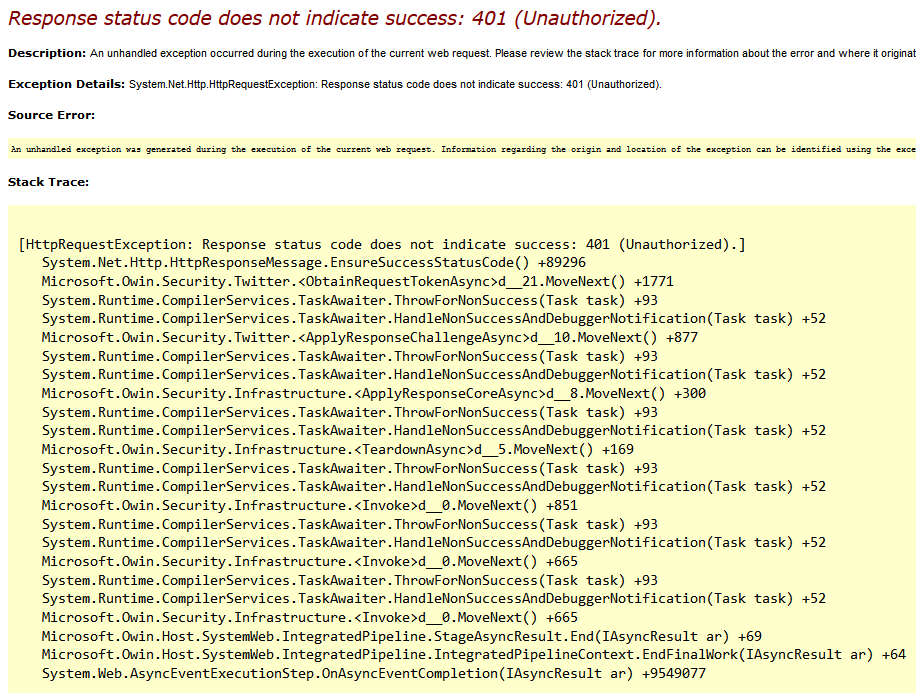 Response status code does not indicate success: 401 (Unauthorized).
Description: An unhandled exception occurred during the execution of the current web request. Please review the stack trace for more information about the error and where it originat
Exception Details: System.Net.Http.HttpRequestException: Response status code does not indicate success: 401 (Unauthorized).
Source Error:
An unhandled exception was generated during the execution of the current web request. Information regarding the origin and location of the exception can be identified using the exce
Stack Trace:
[HttpRequestException: Response status code does not indicate success: 401 (Unauthorized).]
System.Net.Http.HttpResponseMessage.EnsureSuccessStatusCode() +89296
Microsoft.Owin.Security.Twitter.<ObtainRequestTokenAsync>d__21.MoveNext() +1771
System.Runtime.CompilerServices.TaskAwaiter.ThrowForNonSuccess(Task task) +93
System.Runtime.CompilerServices.TaskAwaiter.HandleNonSuccessAndDebuggerNotification(Task task) +52
Microsoft.Owin.Security.Twitter.<ApplyResponseChallengeAsync>d__10.MoveNext() +877
System.Runtime.CompilerServices.TaskAwaiter.ThrowForNonSuccess(Task task) +93
System.Runtime.CompilerServices.TaskAwaiter.HandleNonSuccessAndDebuggerNotification(Task task) +52
Microsoft.Owin.Security.Infrastructure.<ApplyResponseCoreAsync>d__8.MoveNext() +300
System.Runtime.CompilerServices.TaskAwaiter.ThrowForNonSuccess(Task task) +93
System.Runtime.CompilerServices.TaskAwaiter.HandleNonSuccessAndDebuggerNotification(Task task) +52
Microsoft.Owin.Security.Infrastructure.<TeardownAsync>d__5.MoveNext() +169
System.Runtime.CompilerServices.TaskAwaiter.ThrowForNonSuccess(Task task) +93
System.Runtime.CompilerServices.TaskAwaiter.HandleNonSuccessAndDebuggerNotification(Task task) +52
Microsoft.Owin.Security.Infrastructure.<Invoke>d__0.MoveNext() +851
System.Runtime.CompilerServices.TaskAwaiter.ThrowForNonSuccess(Task task) +93
System.Runtime.CompilerServices.TaskAwaiter.HandleNonSuccessAndDebuggerNotification(Task task) +52
Microsoft.Owin.Security.Infrastructure.<Invoke>d__0.MoveNext() +665
System.Runtime.CompilerServices.TaskAwaiter.ThrowForNonSuccess(Task task) +93
System.Runtime.CompilerServices.TaskAwaiter.HandleNonSuccessAndDebuggerNotification(Task task) +52
Microsoft.Owin.Security.Infrastructure.<Invoke>d__0.MoveNext() +665
Microsoft.Owin.Host.SystemWeb.IntegratedPipeline.StageAsyncResult.End(IAsyncResult ar) +69
Microsoft.Owin.Host.SystemWeb.IntegratedPipeline.IntegratedPipelineContext.EndFinalWork(IAsyncResult ar) +64
System.Web.AsyncEventExecutionStep.OnAsyncEventCompletion(IAsyncResult ar) +9549077